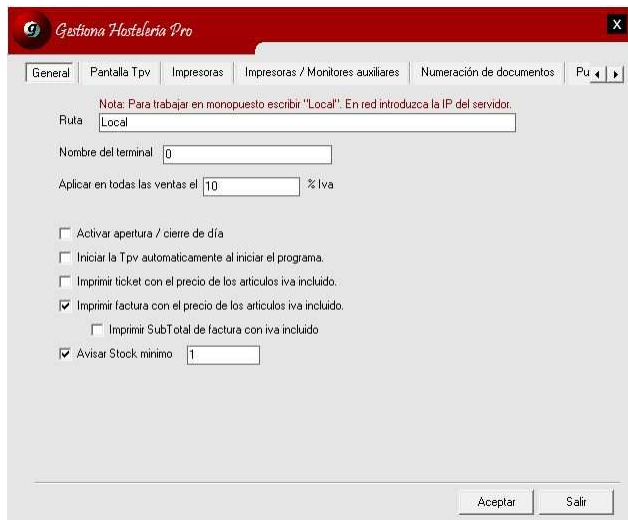 Gestiona Hosteleria Pro
X
General Pantalla Tpv Impresoras Impresoras / Monitores auxiliares Numeración de documentos Pu
Nota: Para trabajar en monopuesto escribir "Local". En red introduzca la IP del servidor.
Ruta Local
Nombre del terminal 0
Aplicar en todas las ventas el 10 % Iva
Activar apertura / cierre de día
Iniciar la Tpv automaticamente al iniciar el programa.
Imprimir ticket con el precio de los articulos iva incluido.
Imprimir factura con el precio de los articulos iva incluido.
Imprimir SubTotal de factura con iva incluido
Avisar Stock minimo 1
Aceptar Salir